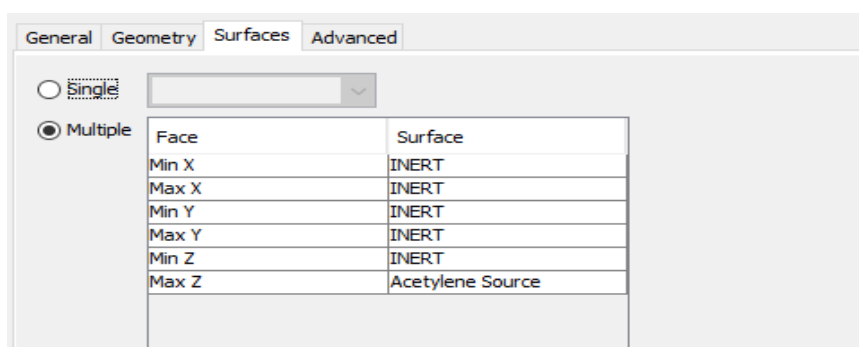 General Geometry Surfaces Advanced
Single
Multiple Face Surface
Min X INERT
Max X INERT
Min Y INERT
Max Y INERT
Min Z INERT
Max Z Acetylene Source